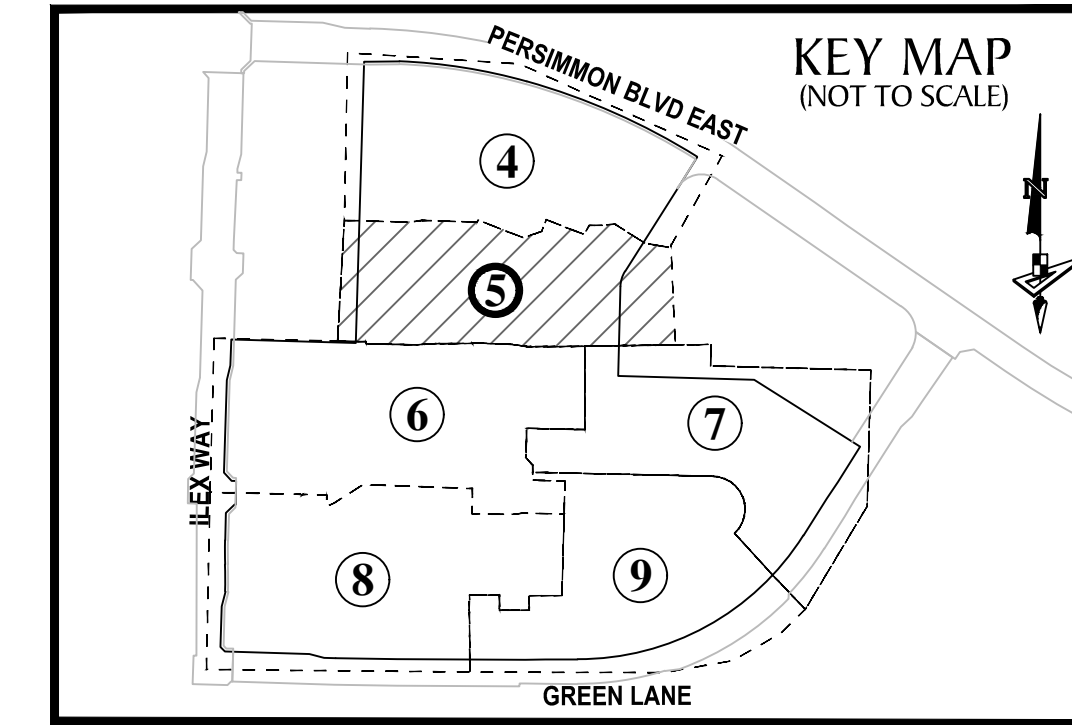 PERSIMMON BLVD EAST
KEY MAP
(NOT TO SCALE)
N
4
5
6
7
ILEX WAY
8
9
GREEN LANE